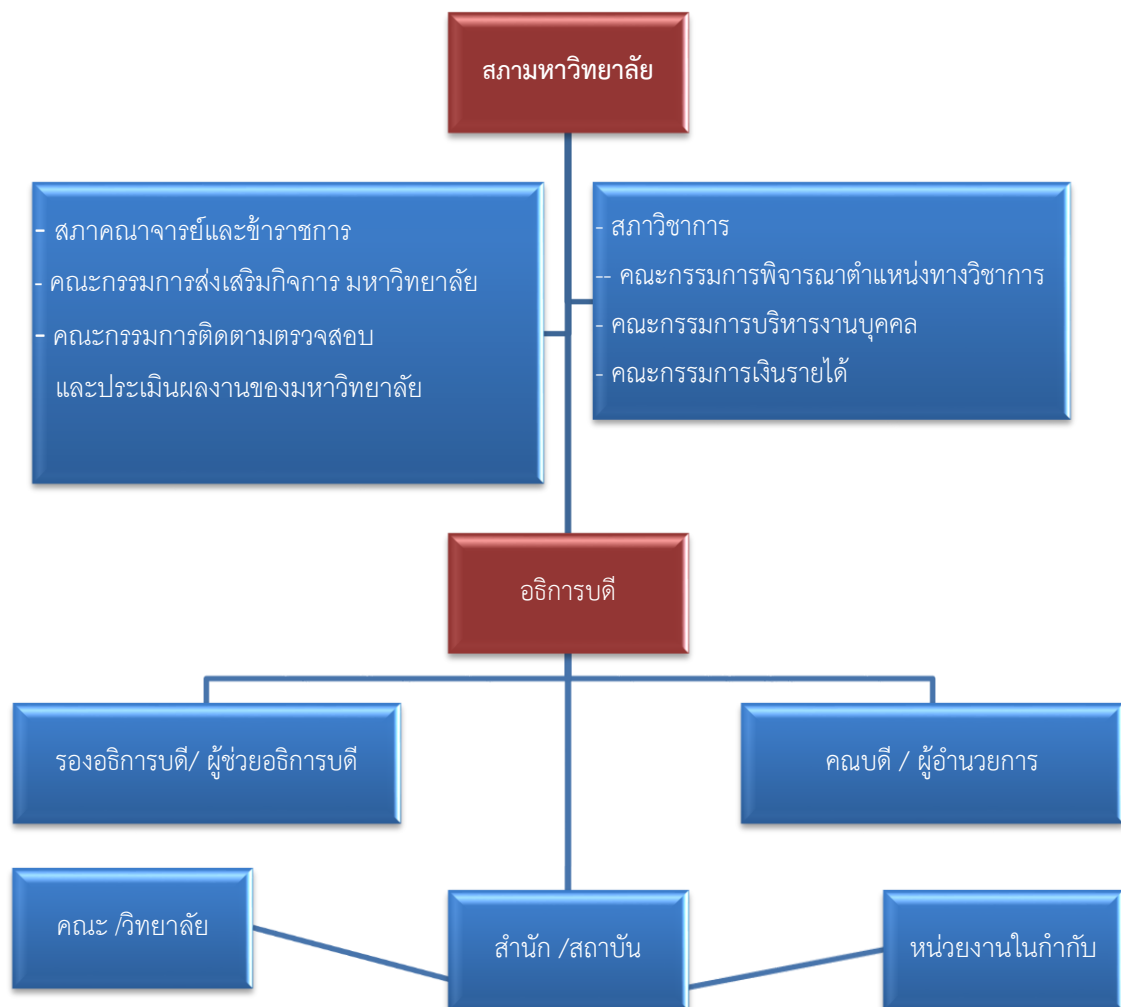 สภามหาวิทยาลัย
- สภาคณาจารย์และข้าราชการ
- คณะกรรมการส่งเสริมกิจการ มหาวิทยาลัย
- คณะกรรมการติดตามตรวจสอบ
และประเมินผลงานของมหาวิทยาลัย
- สภาวิชาการ
-- คณะกรรมการพิจารณาตำแหน่งทางวิชาการ
- คณะกรรมการบริหารงานบุคคล
- คณะกรรมการเงินรายได้
อธิการบดี
รองอธิการบดี/ ผู้ช่วยอธิการบดี
คณบดี / ผู้อำนวยการ
คณะ /วิทยาลัย
สำนัก /สถาบัน
หน่วยงานในกำกับ